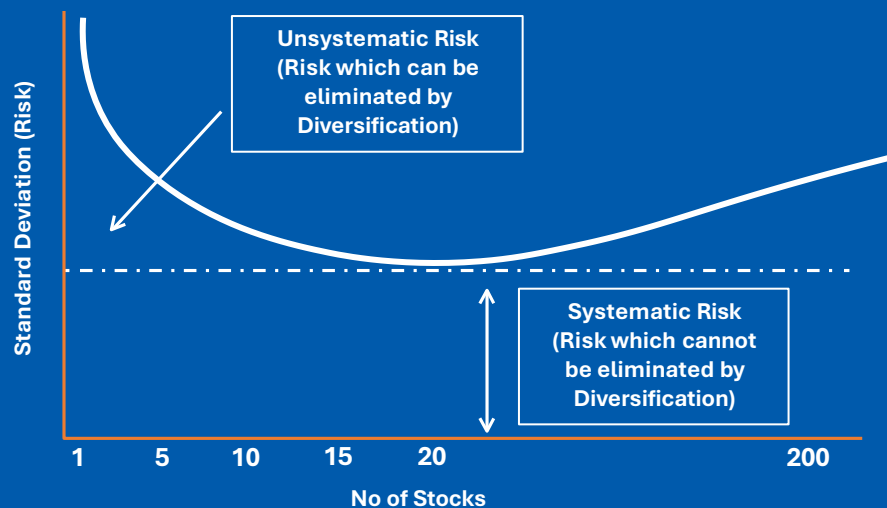 Unsystematic Risk
(Risk which can be
eliminated by
Diversification)
Standard Deviation (Risk)
Systematic Risk
(Risk which cannot
be eliminated by
Diversification)
1 5 10 15 20 200
No of Stocks